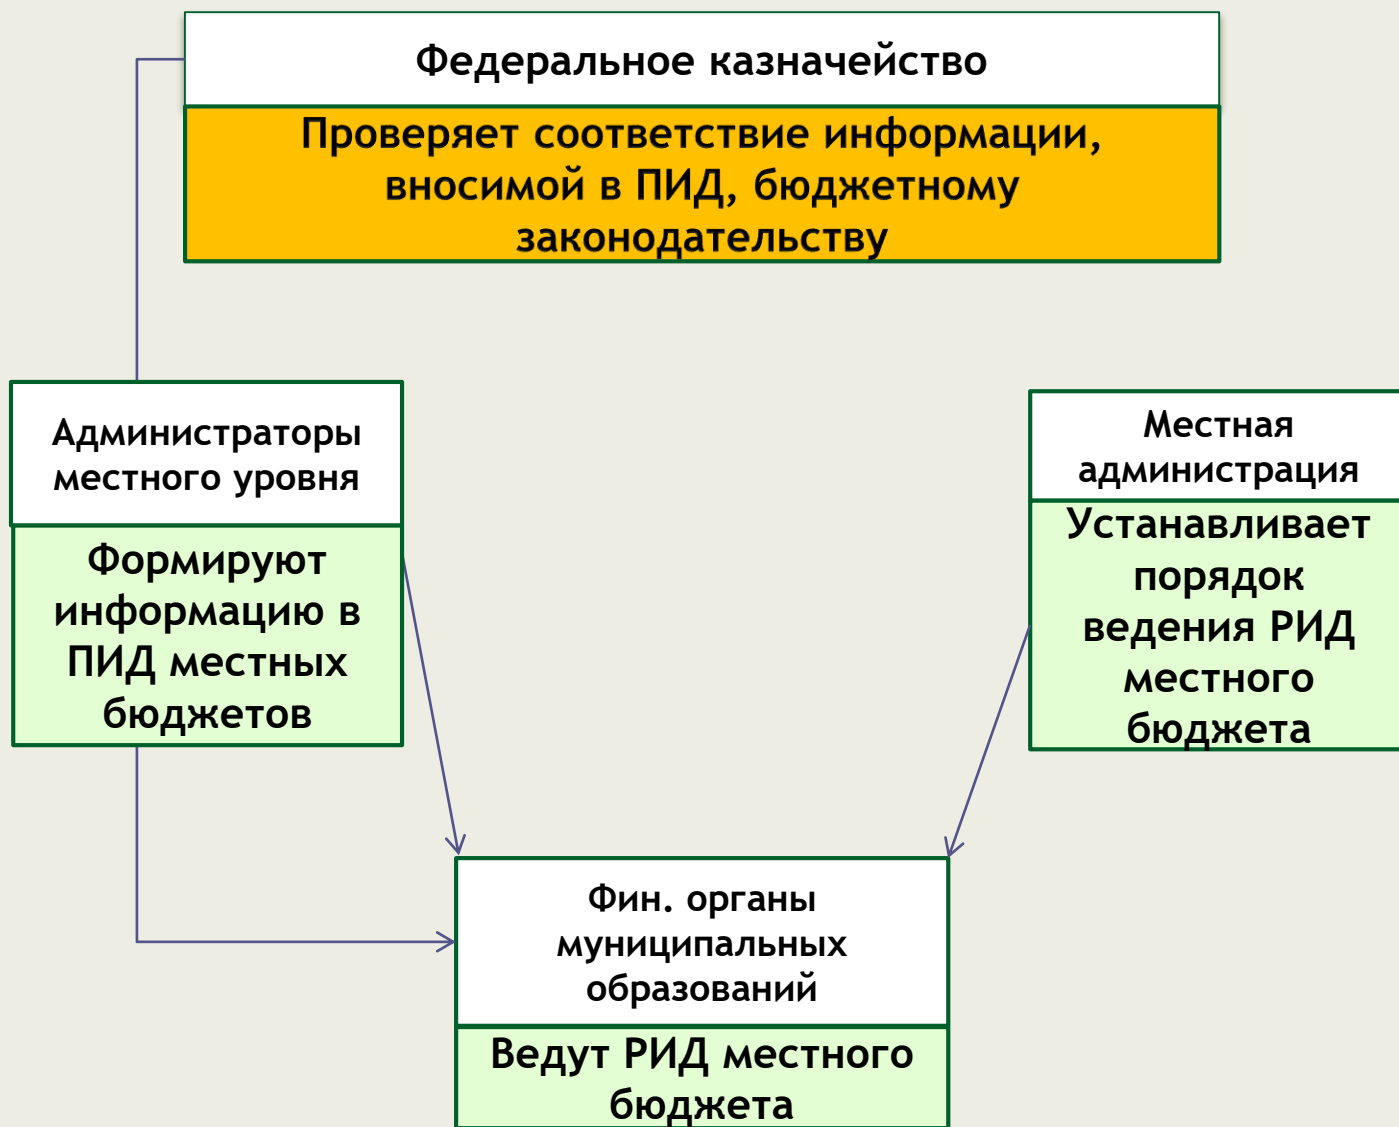 Федеральное казначейство
Проверяет соответствие информации,
вносимой в ПИД, бюджетному
законодательству
Администраторы
местного уровня
Формируют
информацию в
ПИД местных
бюджетов
Местная
администрация
Устанавливает
порядок
ведения РИД
местного
бюджета
Фин. органы
муниципальных
образований
Ведут РИД местного
бюджета